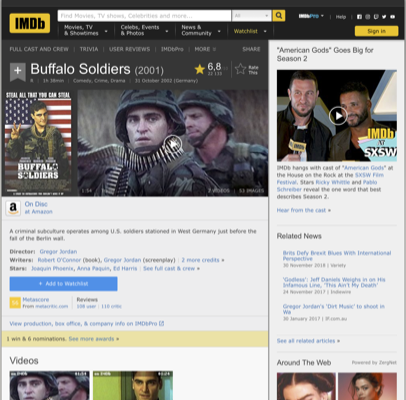 IMDb
Find Movies, TV shows, Celebrities and more...
All
IMDbPro
Help
Movies, TV
& Showtimes
Celebs, Events
& Photos
News &
Community
Watchlist
Sign in
FULL CAST AND CREW | TRIVIA | USER REVIEWS | IMDbPro | MORE
SHARE
Buffalo Soldiers (2001)
6,8
Rate
This
1h 38min | Comedy, Crime, Drama | 31 October 2002 (Germany)
STEAL ALL THAT YOU CAN STEAL
BUFFALO
SOLDIERS
1:54
2 VIDEOS | 53 IMAGES
On Disc
at Amazon
A criminal subculture operates among U.S. soldiers stationed in West Germany just before the
fall of the Berlin wall.
Director: Gregor Jordan
Writers: Robert O'Connor (book), Gregor Jordan (screenplay) | 2 more credits »
Stars: Joaquin Phoenix, Anna Paquin, Ed Harris | See full cast & crew »
+ Add to Watchlist
Metascore
From metacritic.com
Reviews
108 user | 110 critic
View production, box office, & company info on IMDbPro
1 win & 6 nominations. See more awards »
Videos
"American Gods" Goes Big for
Season 2
IMDb
SXSW
IMDb hangs with cast of "American Gods" at
the House on the Rock at the SXSW
Film Festival. Stars Ricky Whittle and Pablo
Schreiber reveal the one word that best
describes Season 2.
Hear from the cast »
Related News
Brits Defy Brexit Blues With International
Perspective
30 November 2018 | Variety
'Godless': Jeff Daniels Weighs in on His
Infamous Line, 'This Ain't My Death'
24 November 2017 | Indiewire
Gregor Jordan's 'Dirt Music' to shoot in
Wa
30 January 2017 | IF.com.au
See all related articles »
Around The Web
Powered by ZergNet